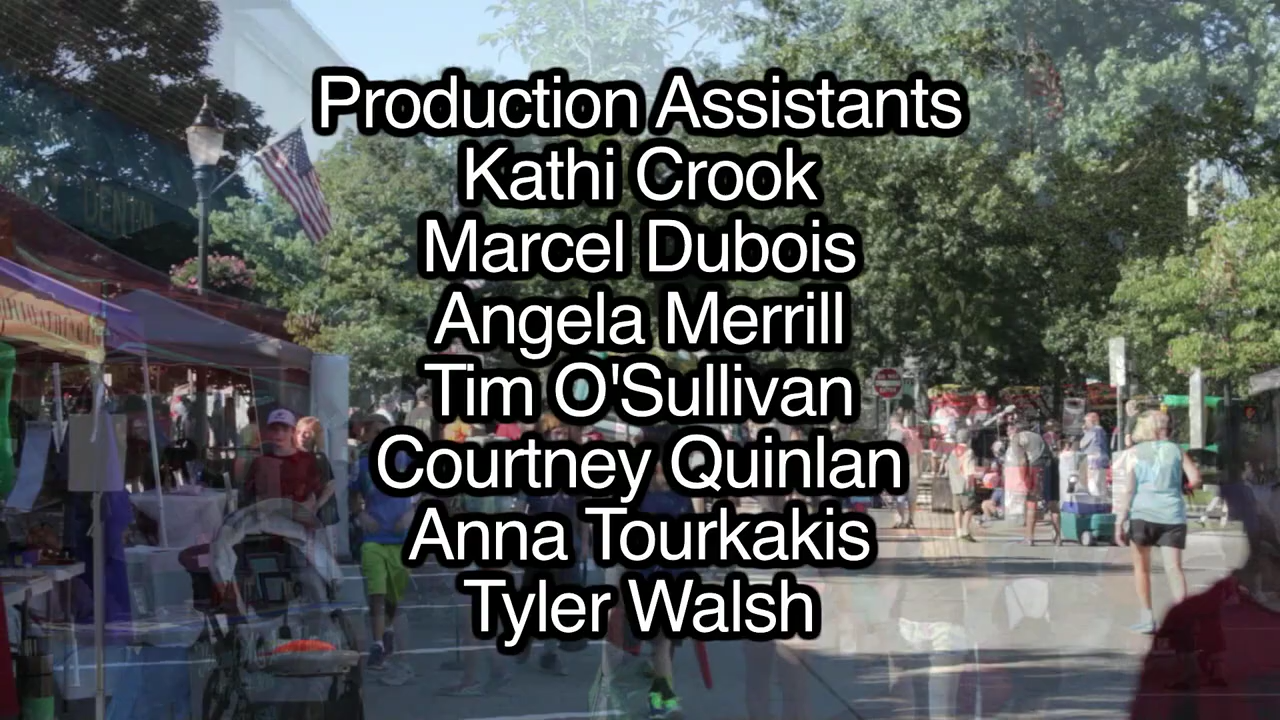 Production Assistants
Kathi Crook
Marcel Dubois
Angela Merrill
Tim O'Sullivan
Courtney Quinlan
Anna Tourkakis
Tyler Walsh